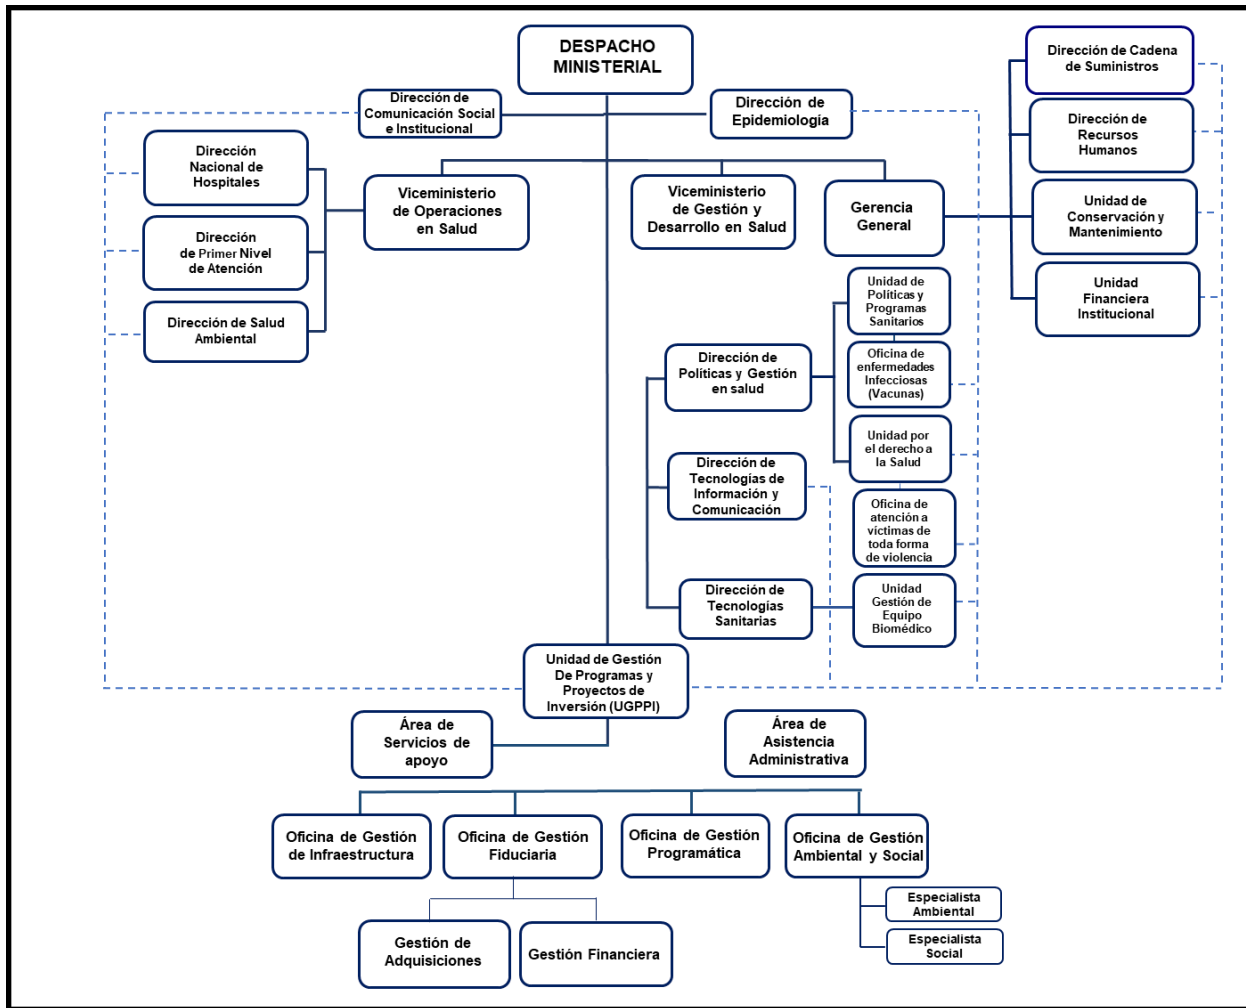 DESPACHO
MINISTERIAL
Dirección de
Comunicación Social
e Institucional
Dirección de
Epidemiología
Dirección de Cadena
de Suministros
Dirección de
Recursos
Humanos
Unidad de
Conservación y
Mantenimiento
Unidad
Financiera
Institucional
Dirección
Nacional de
Hospitales
Dirección
de Primer Nivel
de Atención
Dirección de Salud
Ambiental
Viceministerio
de Operaciones
en Salud
Viceministerio
de Gestión y
Desarrollo en Salud
Gerencia
General
Unidad de
Políticas y
Programas
Sanitarios
Dirección de
Políticas y Gestión
en salud
Oficina de
enfermedades
Infecciosas
(Vacunas)
Unidad por
el derecho a
la Salud
Dirección de
Tecnologías de
Información y
Comunicación
Oficina de
atención a
víctimas de
toda forma
de violencia
Dirección de
Tecnologías
Sanitarias
Unidad
Gestión de
Equipo
Biomédico
Unidad de Gestión
De Programas y
Proyectos de
Inversión (UGPPI)
Área de
Servicios de
apoyo
Área de
Asistencia
Administrativa
Oficina de Gestión
de Infraestructura
Oficina de Gestión
Fiduciaria
Oficina de Gestión
Programática
Oficina de Gestión
Ambiental y Social
Gestión de
Adquisiciones
Gestión Financiera
Especialista
Ambiental
Especialista
Social